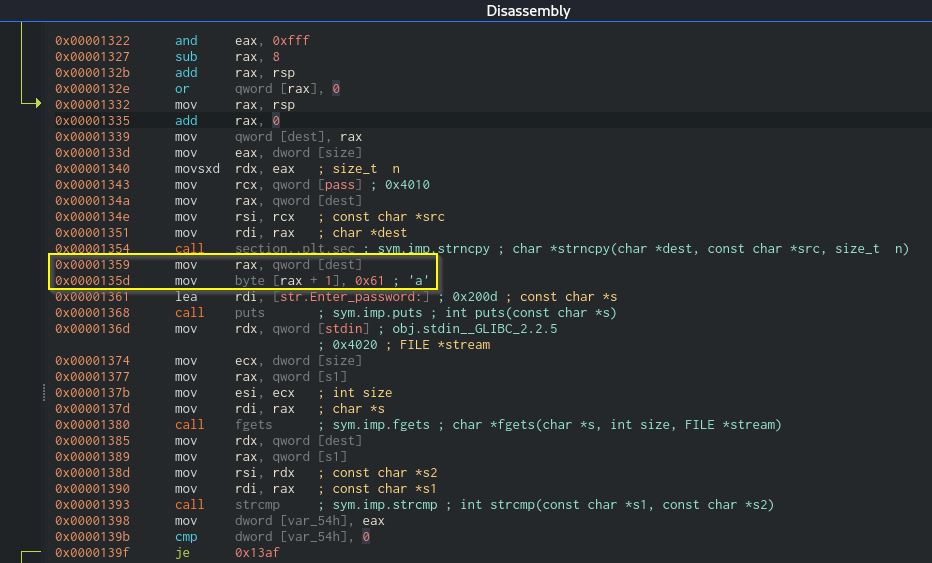 Disassembly
0x00001322 and eax, 0xfff
0x00001327 sub rax, 8
0x0000132b add rax, rsp
0x0000132e or qword [rax], 0
0x00001332 mov rax, rsp
0x00001335 add rax, 0
0x00001339 mov qword [dest], rax
0x0000133d mov eax, dword [size]
0x00001340 movsxd rdx, eax ; size_t n
0x00001343 mov rcx, qword [pass] ; 0x4010
0x0000134a mov rax, qword [dest]
0x0000134e mov rsi, rcx ; const char *src
0x00001351 mov rdi, rax ; char *dest
0x00001354 call section..plt.sec ; sym.imp.strncpy ; char *strncpy(char *dest, const char *src, size_t n)
0x00001359 mov rax, qword [dest]
0x0000135d mov byte [rax + 1], 0x61 ; 'a'
0x00001361 lea rdi, [str.Enter_password:] ; 0x200d ; const char *s
0x00001368 call puts ; sym.imp.puts ; int puts(const char *s)
0x0000136d mov rdx, qword [stdin] ; obj.stdin__GLIBC_2.2.5
; 0x4020 ; FILE *stream
0x00001374 mov ecx, dword [size]
0x00001377 mov rax, qword [s1]
0x0000137b mov esi, ecx ; int size
0x0000137d mov rdi, rax ; char *s
0x00001380 call fgets ; sym.imp.fgets ; char *fgets(char *s, int size, FILE *stream)
0x00001385 mov rdx, qword [dest]
0x00001389 mov rax, qword [s1]
0x0000138d mov rsi, rdx ; const char *s2
0x00001390 mov rdi, rax ; const char *s1
0x00001393 call strcmp ; sym.imp.strcmp ; int strcmp(const char *s1, const char *s2)
0x00001398 mov dword [var_54h], eax
0x0000139b cmp dword [var_54h], 0
0x0000139f je 0x13af